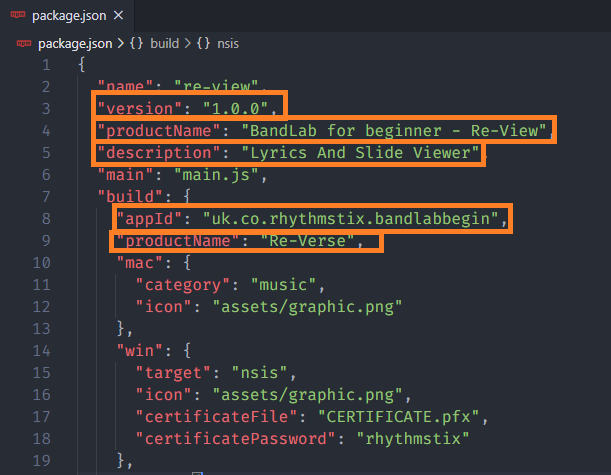 package.json ×
package.json > {} build > {} nsis
1 {
2 "name": "re-view",
3 "version": "1.0.0",
4 "productName": "BandLab for beginner - Re-View",
5 "description": "Lyrics And Slide Viewer",
6 "main": "main.js",
7 "build": {
8 "appId": "uk.co.rhythmstix.bandlabbegin",
9 "productName": "Re-Verse",
10 "mac": {
11 "category": "music",
12 "icon": "assets/graphic.png"
13 },
14 "win": {
15 "target": "nsis",
16 "icon": "assets/graphic.png",
17 "certificateFile": "CERTIFICATE.pfx",
18 "certificatePassword": "rhythmstix"
19 },